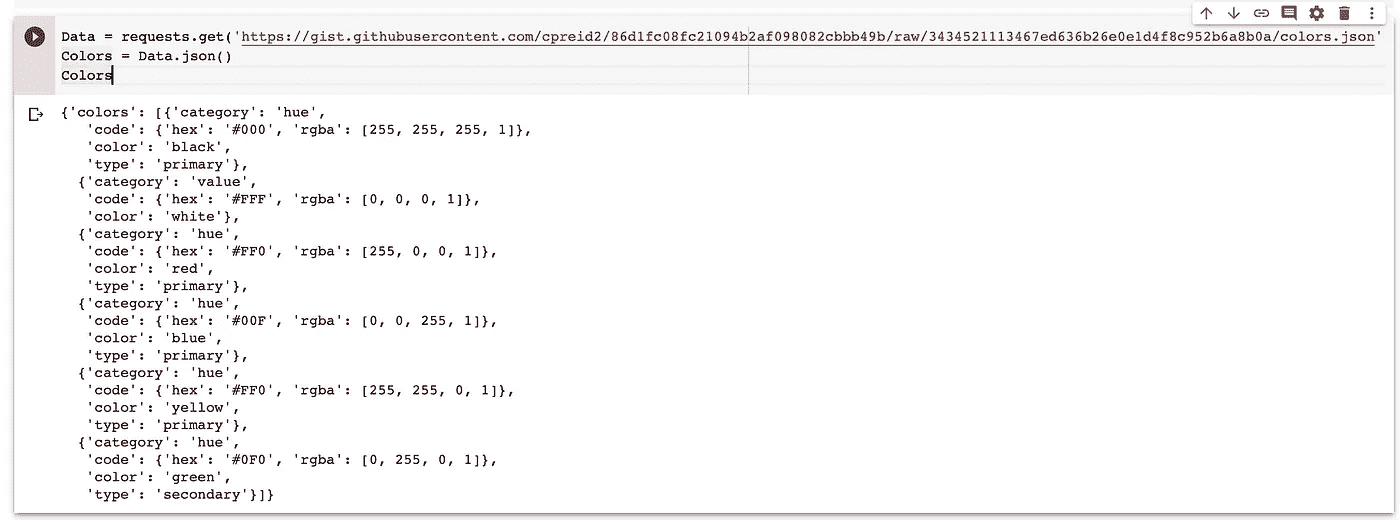 Data = requests.get('https://gist.githubusercontent.com/cpreid2/86d1fc08fc21094b2af098082cbbb49b/raw/3434521113467ed636b26e0e1d4f8c952b6a8b0a/colors.json'
Colors = Data.json()
Colors
{'colors': [{'category': 'hue',
'code': {'hex': '#000', 'rgba': [255, 255, 255, 1]},
'color': 'black',
'type': 'primary'},
{'category': 'value',
'code': {'hex': '#FFF', 'rgba': [0, 0, 0, 1]},
'color': 'white'},
{'category': 'hue',
'code': {'hex': '#FF0', 'rgba': [255, 0, 0, 1]},
'color': 'red',
'type': 'primary'},
{'category': 'hue',
'code': {'hex': '#00F', 'rgba': [0, 0, 255, 1]},
'color': 'blue',
'type': 'primary'},
{'category': 'hue',
'code': {'hex': '#FF0', 'rgba': [255, 255, 0, 1]},
'color': 'yellow',
'type': 'primary'},
{'category': 'hue',
'code': {'hex': '#0F0', 'rgba': [0, 255, 0, 1]},
'color': 'green',
'type': 'secondary'}]}